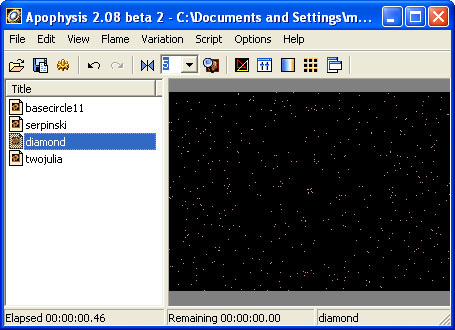 Apophysis 2.08 beta 2 - C:\Documents and Settings\m...
File Edit View Flame Variation Script Options Help
5
Title
basecircle11
serpinski
diamond
twojulia
Elapsed 00:00:00.46 Remaining 00:00:00.00 diamond